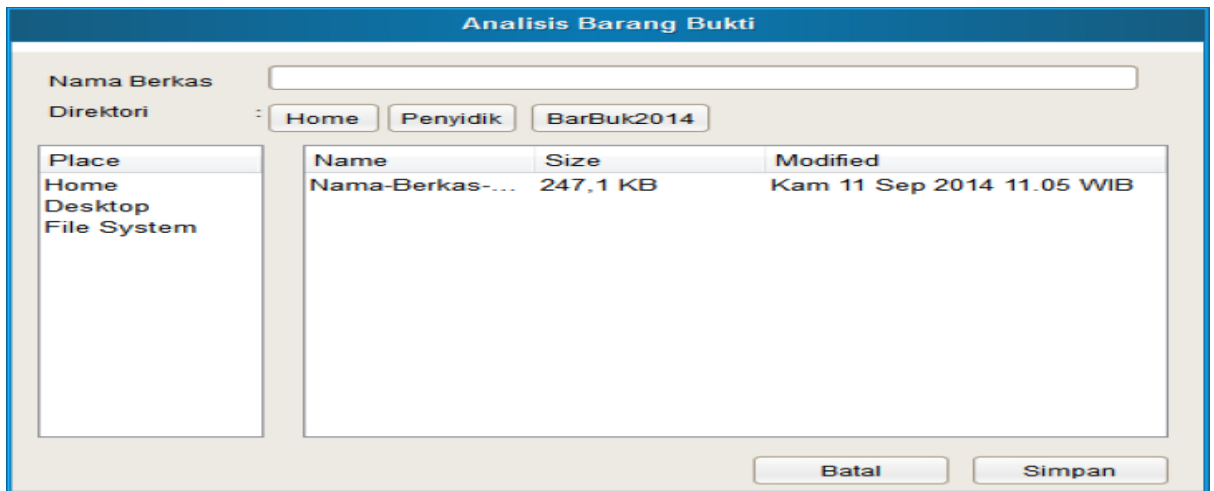 Analisis Barang Bukti
Nama Berkas
Direktori : Home Penyidik BarBuk2014
Place Name Size Modified
Home Nama-Berkas-... 247,1 KB Kam 11 Sep 2014 11.05 WIB
Desktop
File System
Batal Simpan